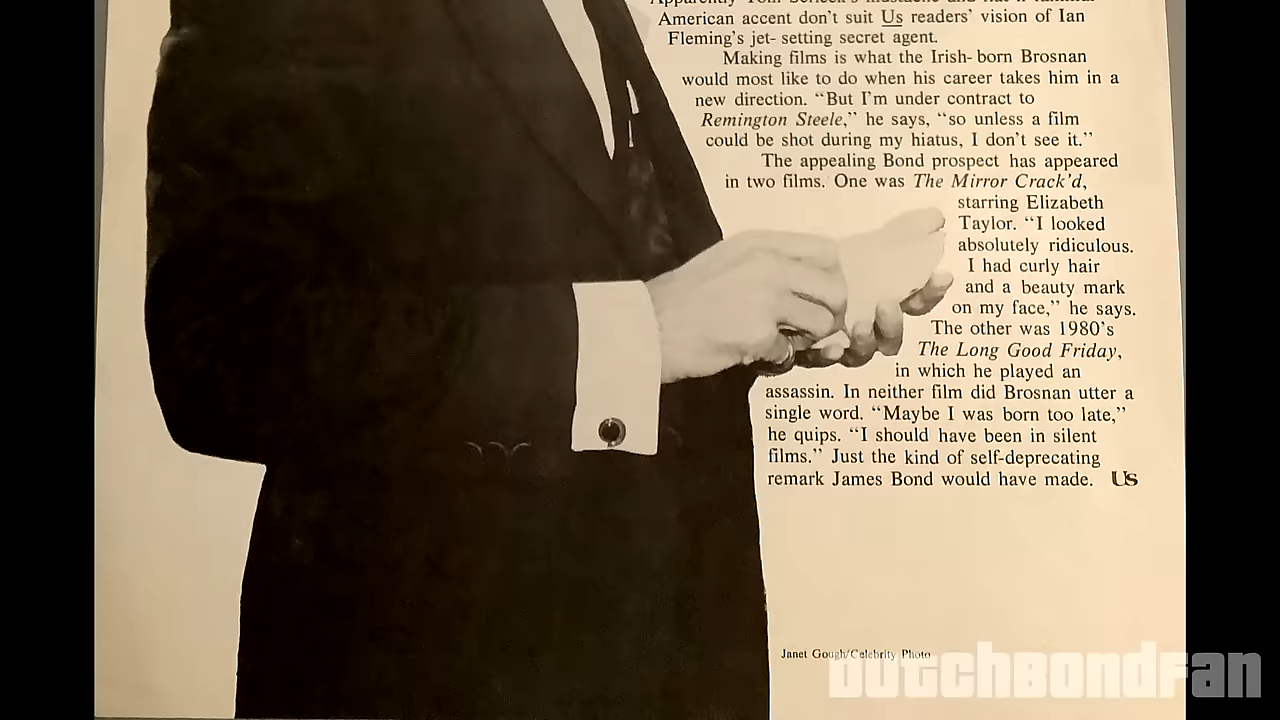 American accent don't suit Us readers' vision of Ian
Fleming's jet- setting secret agent.
Making films is what the Irish-born Brosnan
would most like to do when his career takes him in a
new direction. “But I'm under contract to
Remington Steele,” he says, “so unless a film
could be shot during my hiatus, I don't see it.”
The appealing Bond prospect has appeared
in two films. One was The Mirror Crack'd,
starring Elizabeth
Taylor. “I looked
absolutely ridiculous.
I had curly hair
and a beauty mark
on my face,” he says.
The other was 1980's
The Long Good Friday,
in which he played an
assassin. In neither film did Brosnan utter a
single word. “Maybe I was born too late,”
he quips. “I should have been in silent
films.” Just the kind of self-deprecating
remark James Bond would have made. Us
Janet Gough/Celebrity Photo
DUTCHBONDFAN